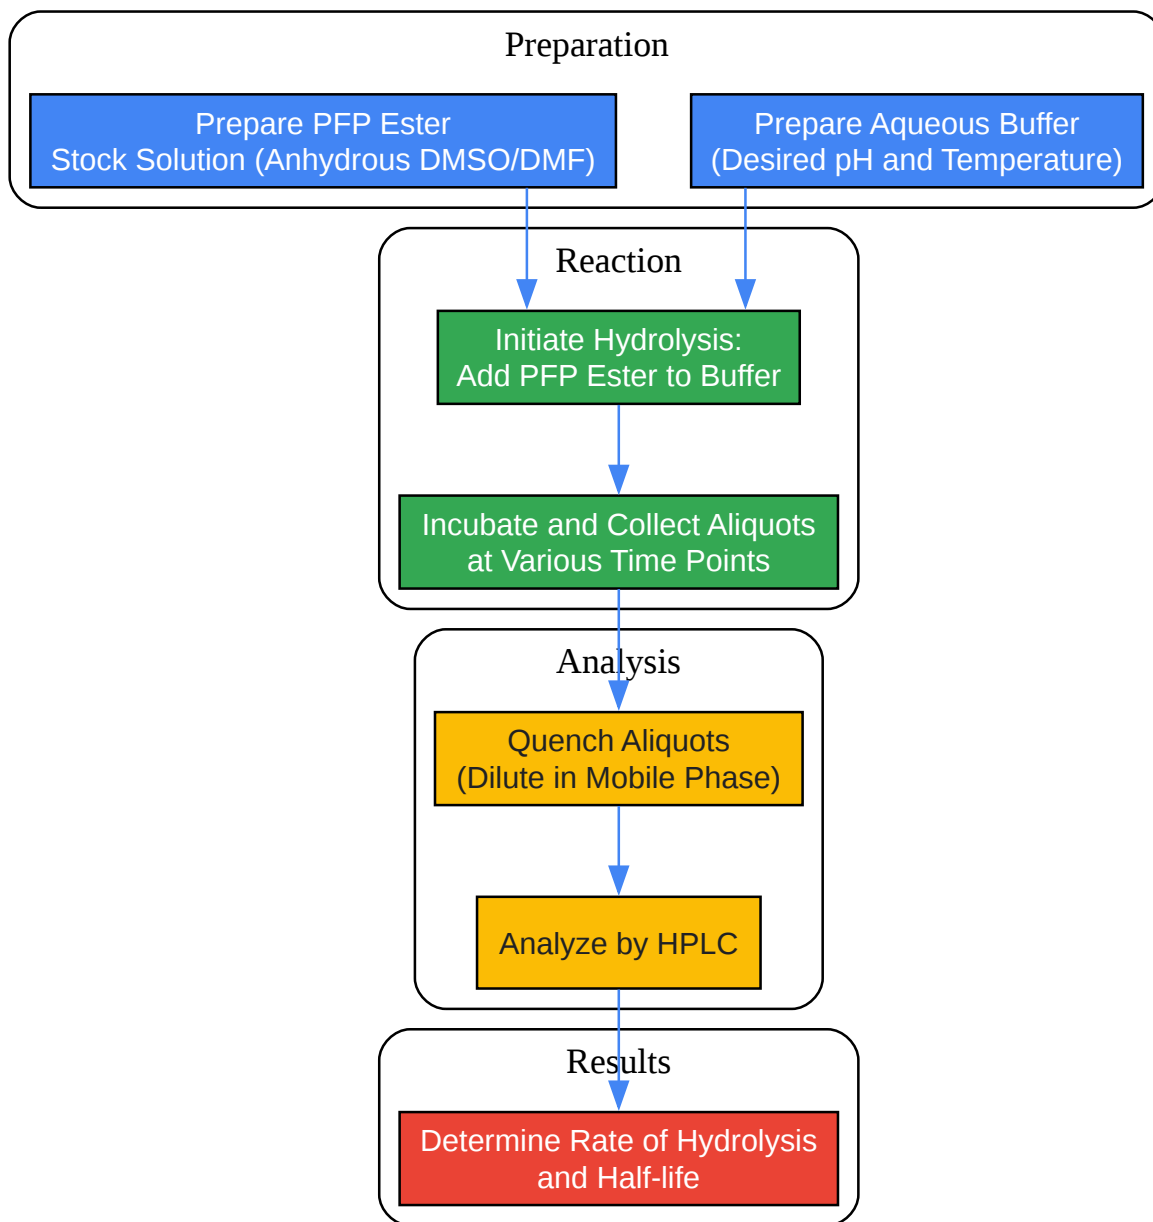 Preparation
Prepare PFP Ester
Stock Solution (Anhydrous DMSO/DMF)
Prepare Aqueous Buffer
(Desired pH and Temperature)
Reaction
Initiate Hydrolysis:
Add PFP Ester to Buffer
Incubate and Collect Aliquots
at Various Time Points
Analysis
Quench Aliquots
(Dilute in Mobile Phase)
Analyze by HPLC
Results
Determine Rate of Hydrolysis
and Half-life